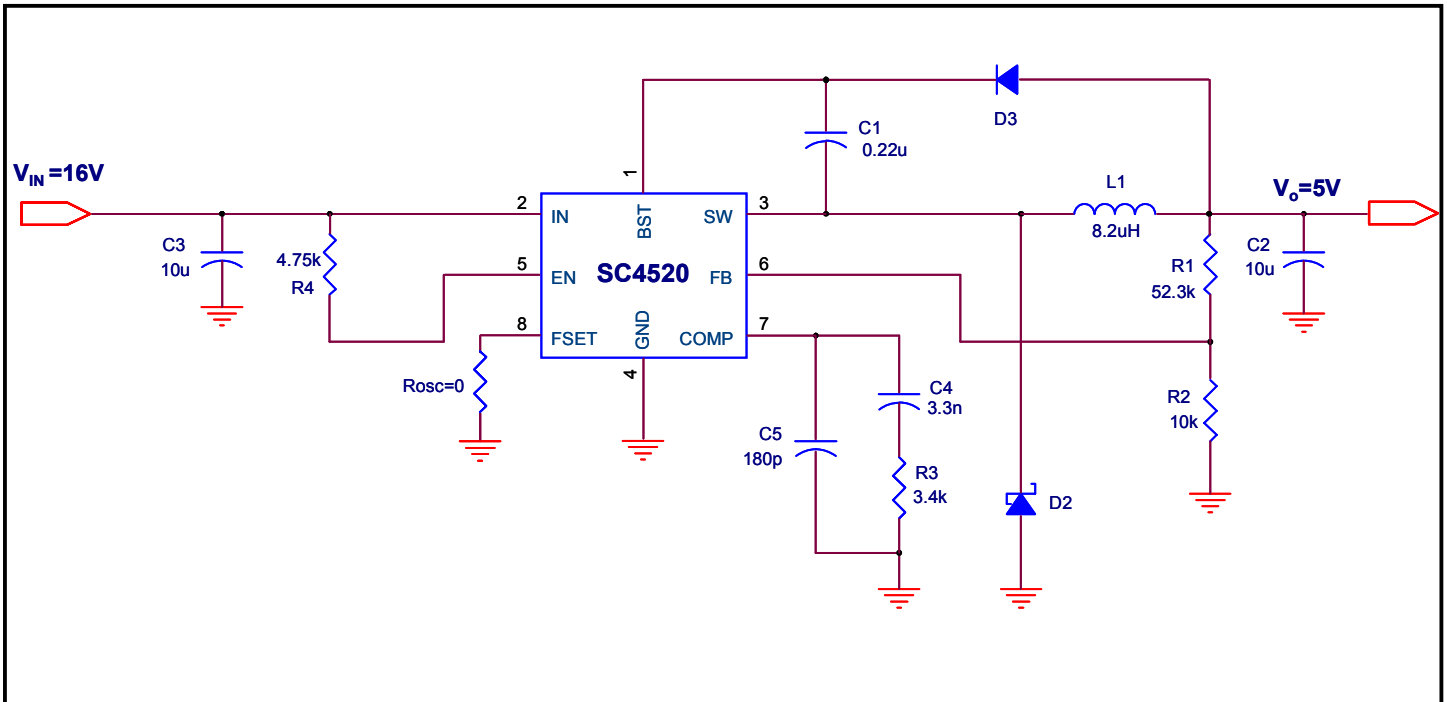 D3
C1
0.22u
V_IN =16V
1
L1
V_o=5V
2
IN
BST
SW
3
8.2uH
C3
10u
4.75k
R4
5
EN
SC4520
FB
6
R1
52.3k
C2
10u
8
FSET
GND
COMP
7
4
Rosc=0
C4
3.3n
R2
10k
C5
180p
R3
3.4k
D2